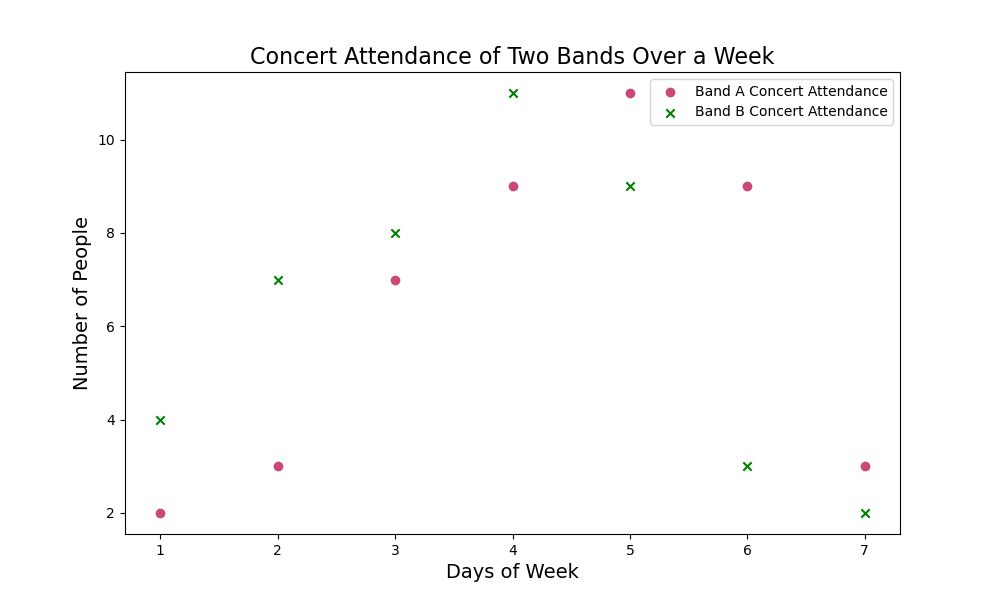 Concert Attendance of Two Bands Over a Week
Band A Concert Attendance
Band B Concert Attendance
Number of People
10
8
6
4
2
1 2 3 4 5 6 7
Days of Week